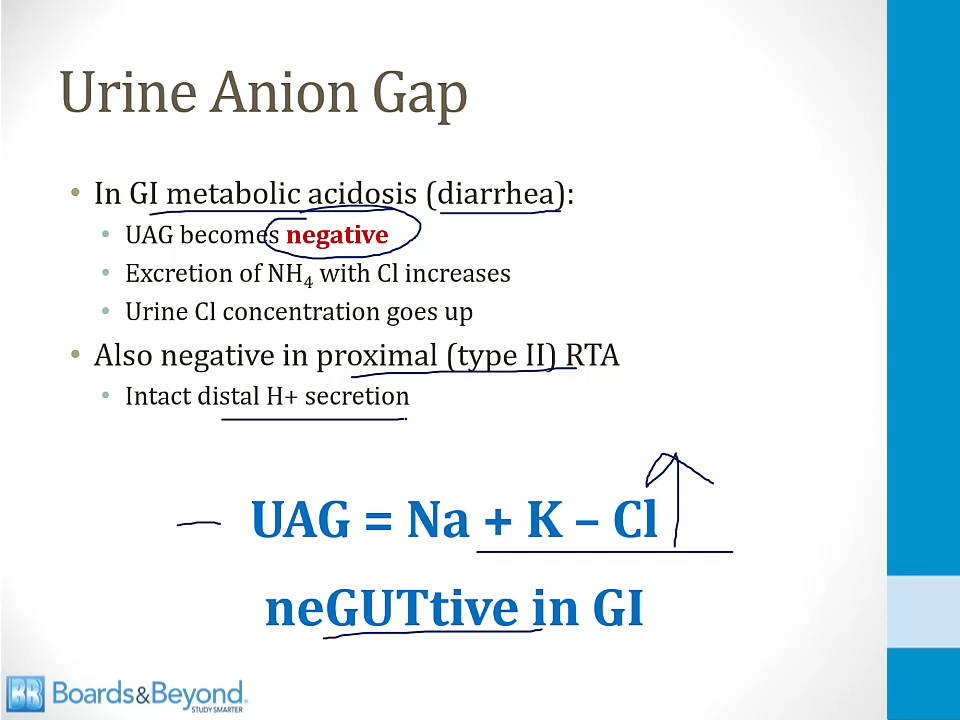 Urine Anion Gap
• In GI metabolic acidosis (diarrhea):
• UAG becomes negative
• Excretion of NH₄ with Cl increases
• Urine Cl concentration goes up
• Also negative in proximal (type II) RTA
• Intact distal H+ secretion
UAG = Na + K – Cl
neGUTtive in GI
BB Boards&Beyond.
STUDY SMARTER